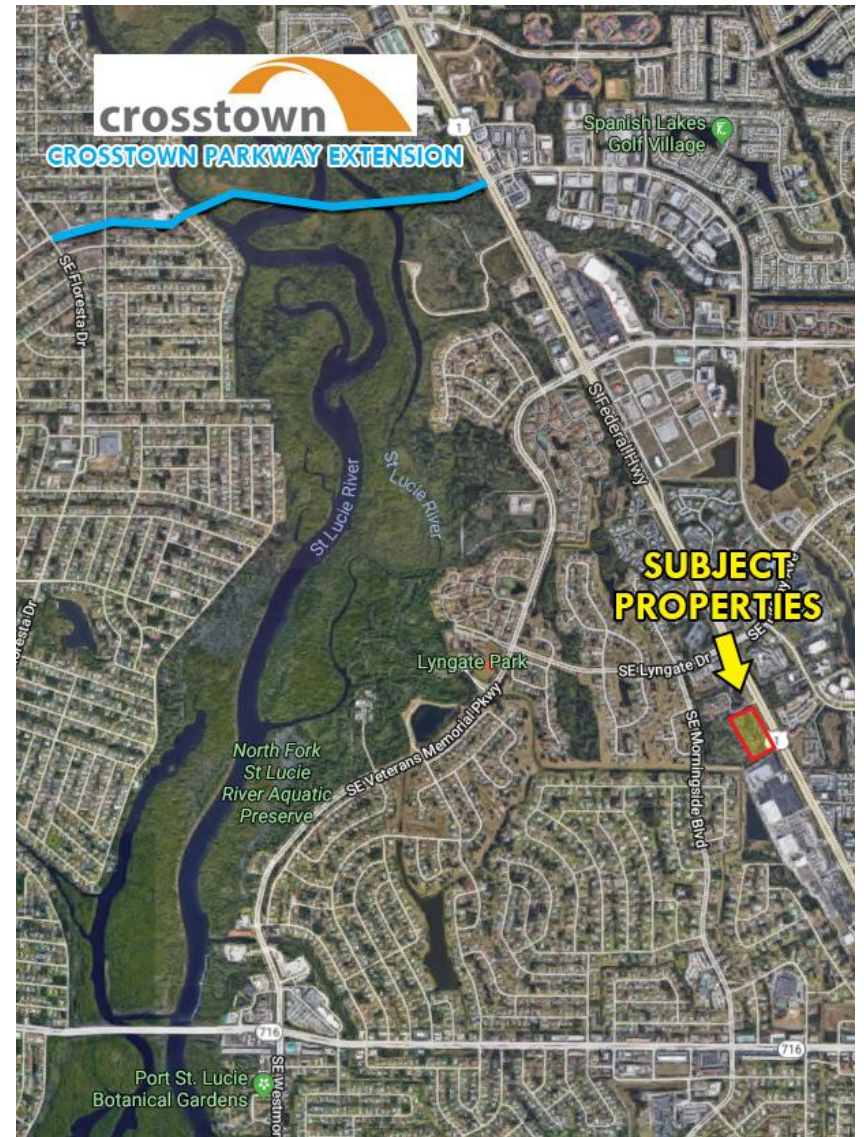 crosstown
CROSSTOWN PARKWAY EXTENSION
1
Spanish Lakes
Golf Village
SE Floresta Dr
S Federal Hwy
St Lucie River
St Lucie River
SUBJECT
PROPERTIES
Lyngate Park
SE Lyngate Dr
SE Veterans Memorial Pkwy
SE Morningside Blvd
1
North Fork
St Lucie
River Aquatic
Preserve
716
716
Port St. Lucie
Botanical Gardens